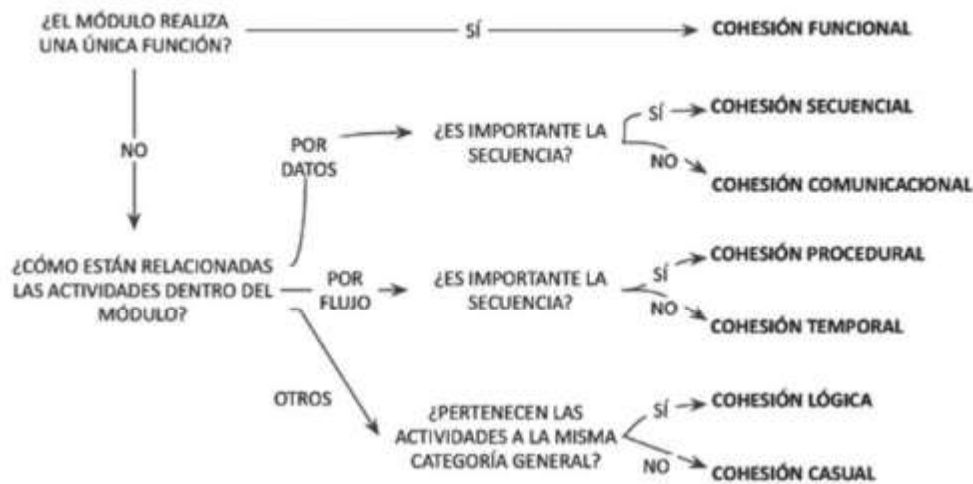 ¿EL MÓDULO REALIZA
UNA ÚNICA FUNCIÓN?
SÍ
COHESIÓN FUNCIONAL
NO
POR
DATOS
¿ES IMPORTANTE LA
SECUENCIA?
SÍ
COHESIÓN SECUENCIAL
NO
COHESIÓN COMUNICACIONAL
¿CÓMO ESTÁN RELACIONADAS
LAS ACTIVIDADES DENTRO DEL
MÓDULO?
POR
FLUJO
¿ES IMPORTANTE LA
SECUENCIA?
SÍ
COHESIÓN PROCEDURAL
NO
COHESIÓN TEMPORAL
OTROS
¿PERTENECEN LAS
ACTIVIDADES A LA MISMA
CATEGORÍA GENERAL?
SÍ
COHESIÓN LÓGICA
NO
COHESIÓN CASUAL